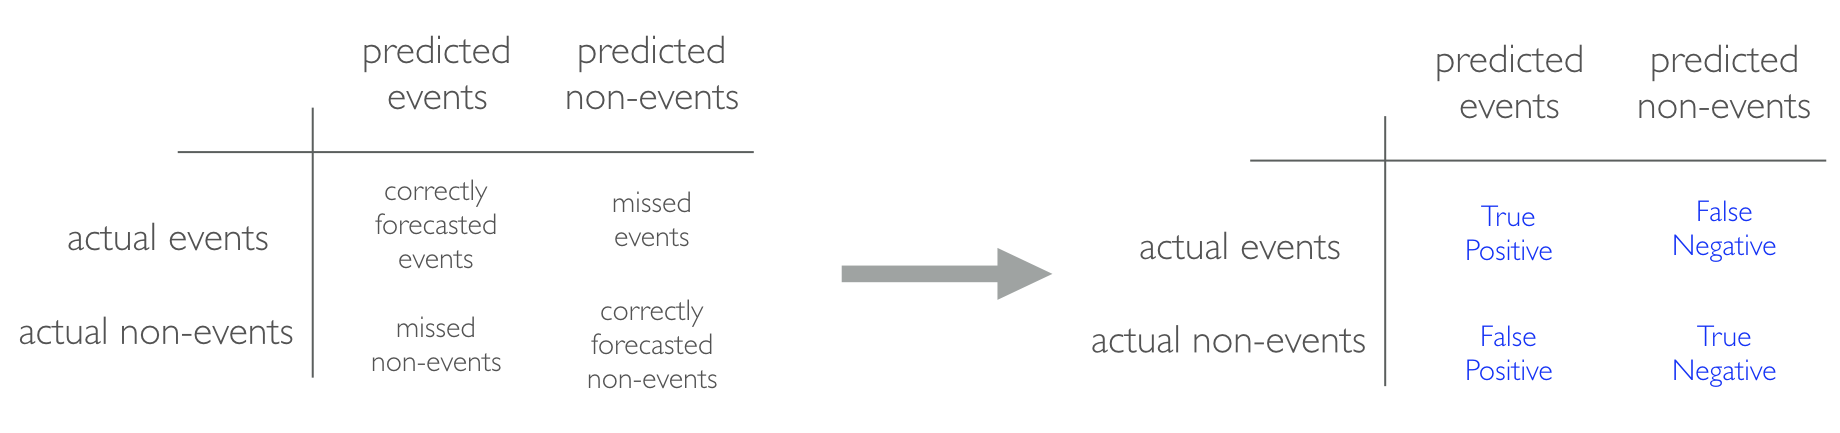 predicted
events
predicted
non-events
actual events
correctly
forecasted
events
missed
events
actual non-events
missed
non-events
correctly
forecasted
non-events
predicted
events
predicted
non-events
actual events
True
Positive
False
Negative
actual non-events
False
Positive
True
Negative